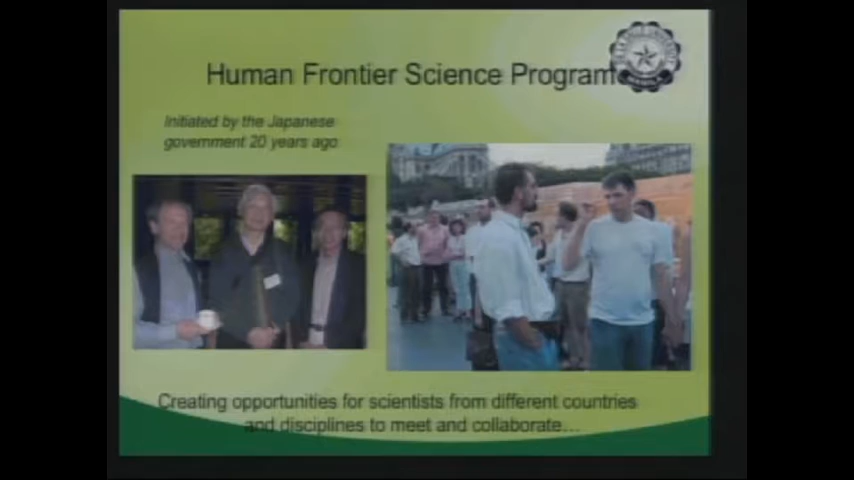 Human Frontier Science Program
Initiated by the Japanese
government 20 years ago
Creating opportunities for scientists from different countries
and disciplines to meet and collaborate...